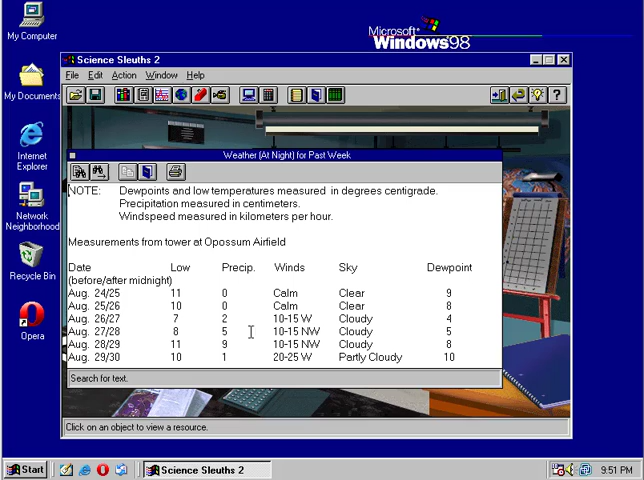 My Computer
Microsoft
Windows 98
Science Sleuths 2
File Edit Action Window Help
My Documents
Weather (At Night) for Past Week
Internet
Explorer
NOTE: Dewpoints and low temperatures measured in degrees centigrade.
Precipitation measured in centimeters.
Windspeed measured in kilometers per hour.
Network
Neighborhood
Measurements from tower at Opossum Airfield
Date Low Precip. Winds Sky Dewpoint
(before/after midnight)
Recycle Bin
Aug. 24/25 11 0 Calm Clear 9
Aug. 25/26 10 0 Calm Clear 8
Aug. 26/27 7 2 10-15 W Cloudy 4
Aug. 27/28 8 5 10-15 NW Cloudy 5
Opera
Aug. 28/29 11 9 10-15 NW Cloudy 8
Aug. 29/30 10 1 20-25 W Partly Cloudy 10
Search for text.
Click on an object to view a resource.
Start
Science Sleuths 2
9:51 PM